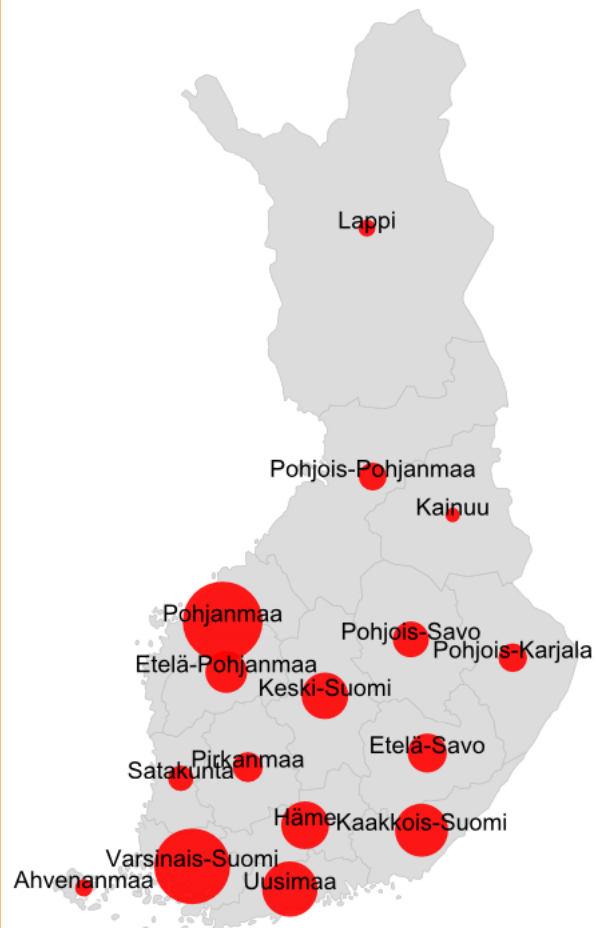 Lappi
Pohjois-Pohjanmaa
Kainuu
Pohjanmaa
Pohjois-Savo
Pohjois-Karjala
Etelä-Pohjanmaa
Keski-Suomi
Etelä-Savo
Pirkanmaa
Satakunta
Häme
Kaakkois-Suomi
Varsinais-Suomi
Ahvenanmaa
Uusimaa